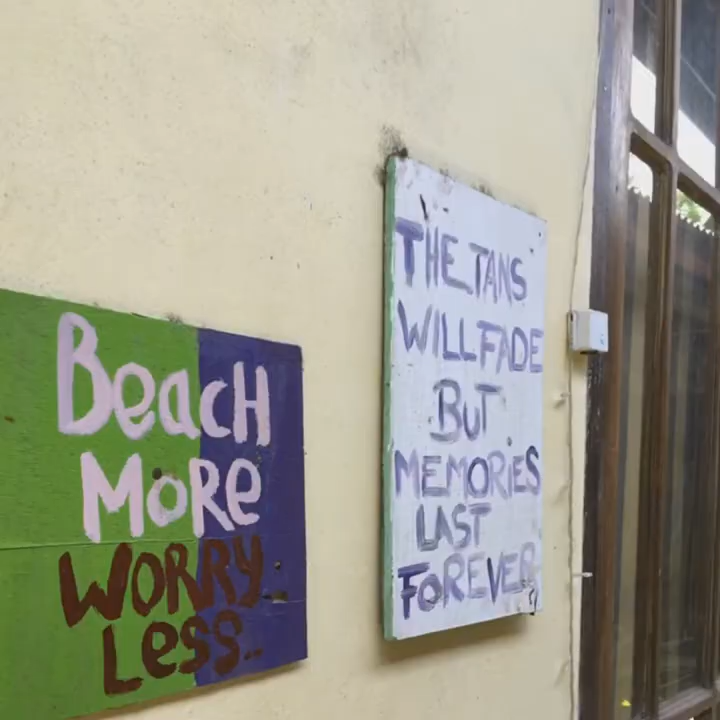 BeacH
MoRe
WORRY
Less..
THE TANS
WILL FADE
BUT
MEMORIES
LAST
FOREVER